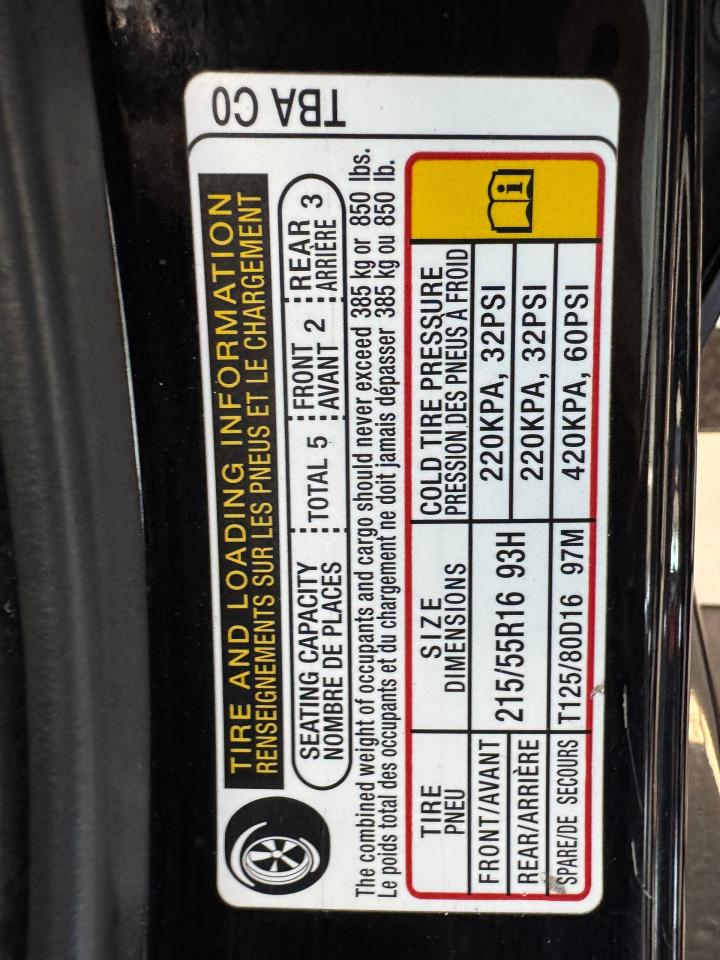 TBA C0
TIRE AND LOADING INFORMATION
RENSEIGNEMENTS SUR LES PNEUS ET LE CHARGEMENT
SEATING CAPACITY TOTAL 5 FRONT 2 REAR 3
NOMBRE DE PLACES AVANT ARRIÈRE
The combined weight of occupants and cargo should never exceed 385 kg or 850 lbs.
Le poids total des occupants et du chargement ne doit jamais dépasser 385 kg ou 850 lb.
TIRE SIZE COLD TIRE PRESSURE
PNEU DIMENSIONS PRESSION DES PNEUS À FROID
FRONT/AVANT 215/55R16 93H 220KPA, 32PSI
REAR/ARRIÈRE 220KPA, 32PSI
SPARE/DE SECOURS T125/80D16 97M 420KPA, 60PSI